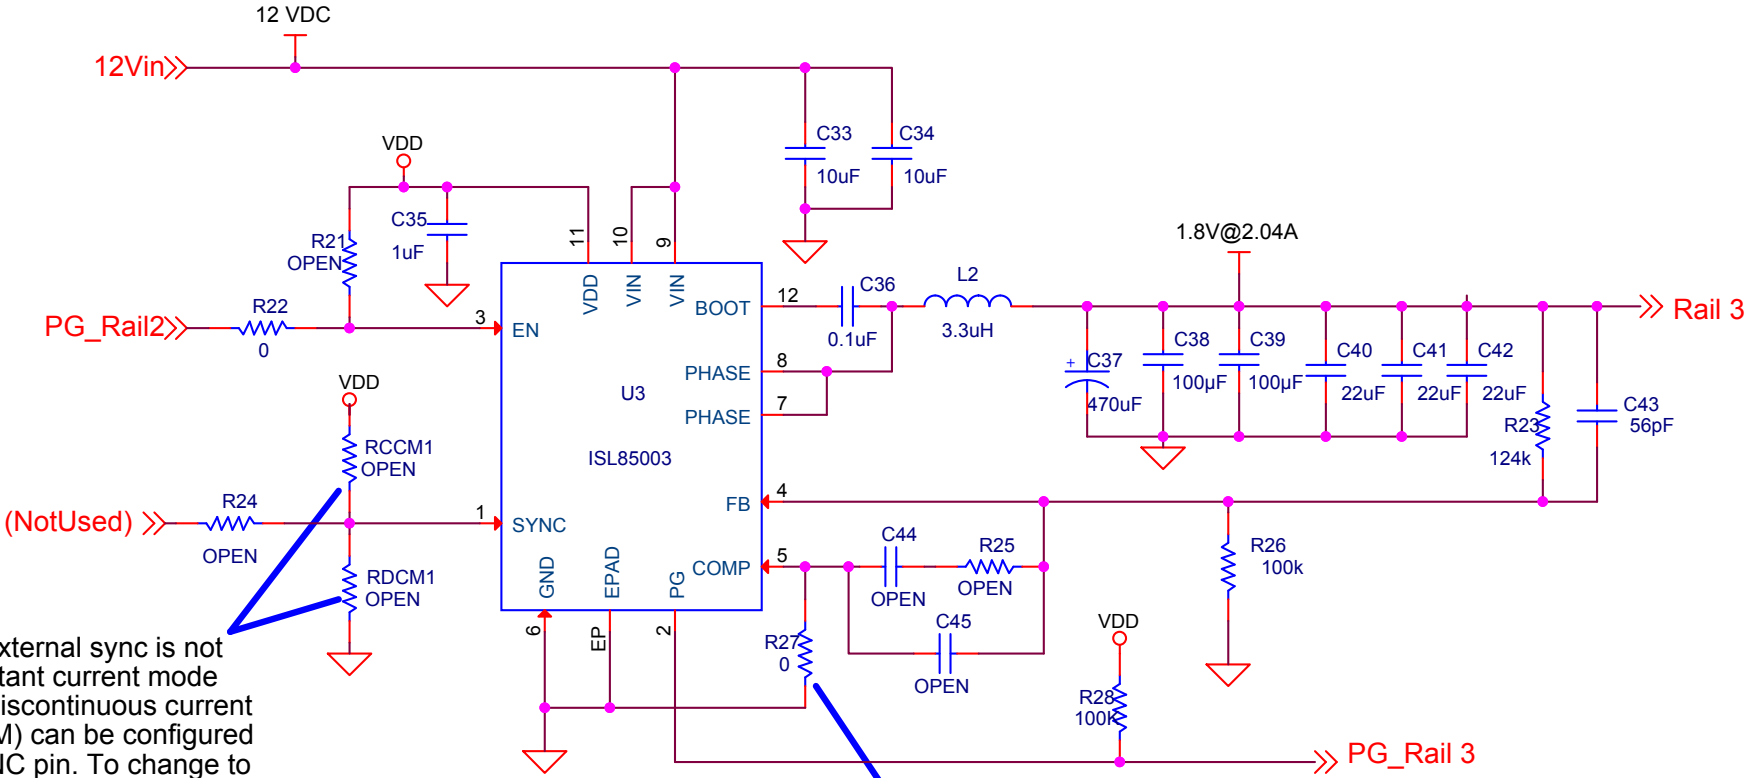 12 VDC
12Vin
VDD
C33
10uF
C34
10uF
C35
1uF
R21
OPEN
R22
0
PG_Rail2
3
EN
11
VDD
10
VIN
9
VIN
BOOT
12
C36
0.1uF
L2
3.3uH
1.8V@2.04A
Rail 3
PHASE
8
PHASE
7
U3
ISL85003
C37
+
470uF
C38
100µF
C39
100µF
C40
22uF
C41
22uF
C42
22uF
R23
124k
C43
56pF
VDD
RCCM1
OPEN
R24
OPEN
(NotUsed)
1
SYNC
RDCM1
OPEN
FB
4
COMP
5
C44
OPEN
R25
OPEN
C45
OPEN
R26
100k
GND
6
EPAD
EP
PG
2
R27
0
VDD
R28
100K
PG_Rail 3
xternal sync is not
tant current mode
iscontinuous current
M) can be configured
NC pin. To change to